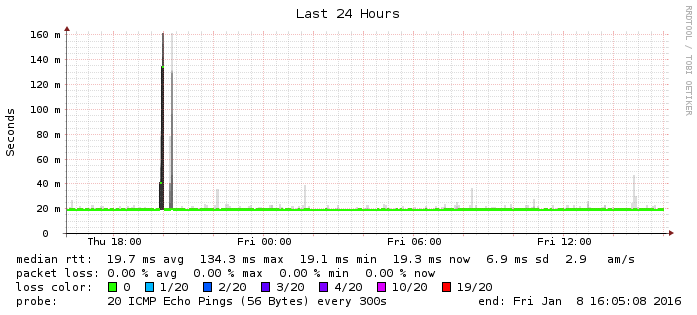 Last 24 Hours
RRDTOOL / TOBI OETIKER
Seconds
160 m
140 m
120 m
100 m
80 m
60 m
40 m
20 m
0
Thu 18:00 Fri 00:00 Fri 06:00 Fri 12:00
median rtt: 19.7 ms avg 134.3 ms max 19.1 ms min 19.3 ms now 6.9 ms sd 2.9 am/s
packet loss: 0.00 % avg 0.00 % max 0.00 % min 0.00 % now
loss color: 0 1/20 2/20 3/20 4/20 10/20 19/20
probe: 20 ICMP Echo Pings (56 Bytes) every 300s end: Fri Jan 8 16:05:08 2016